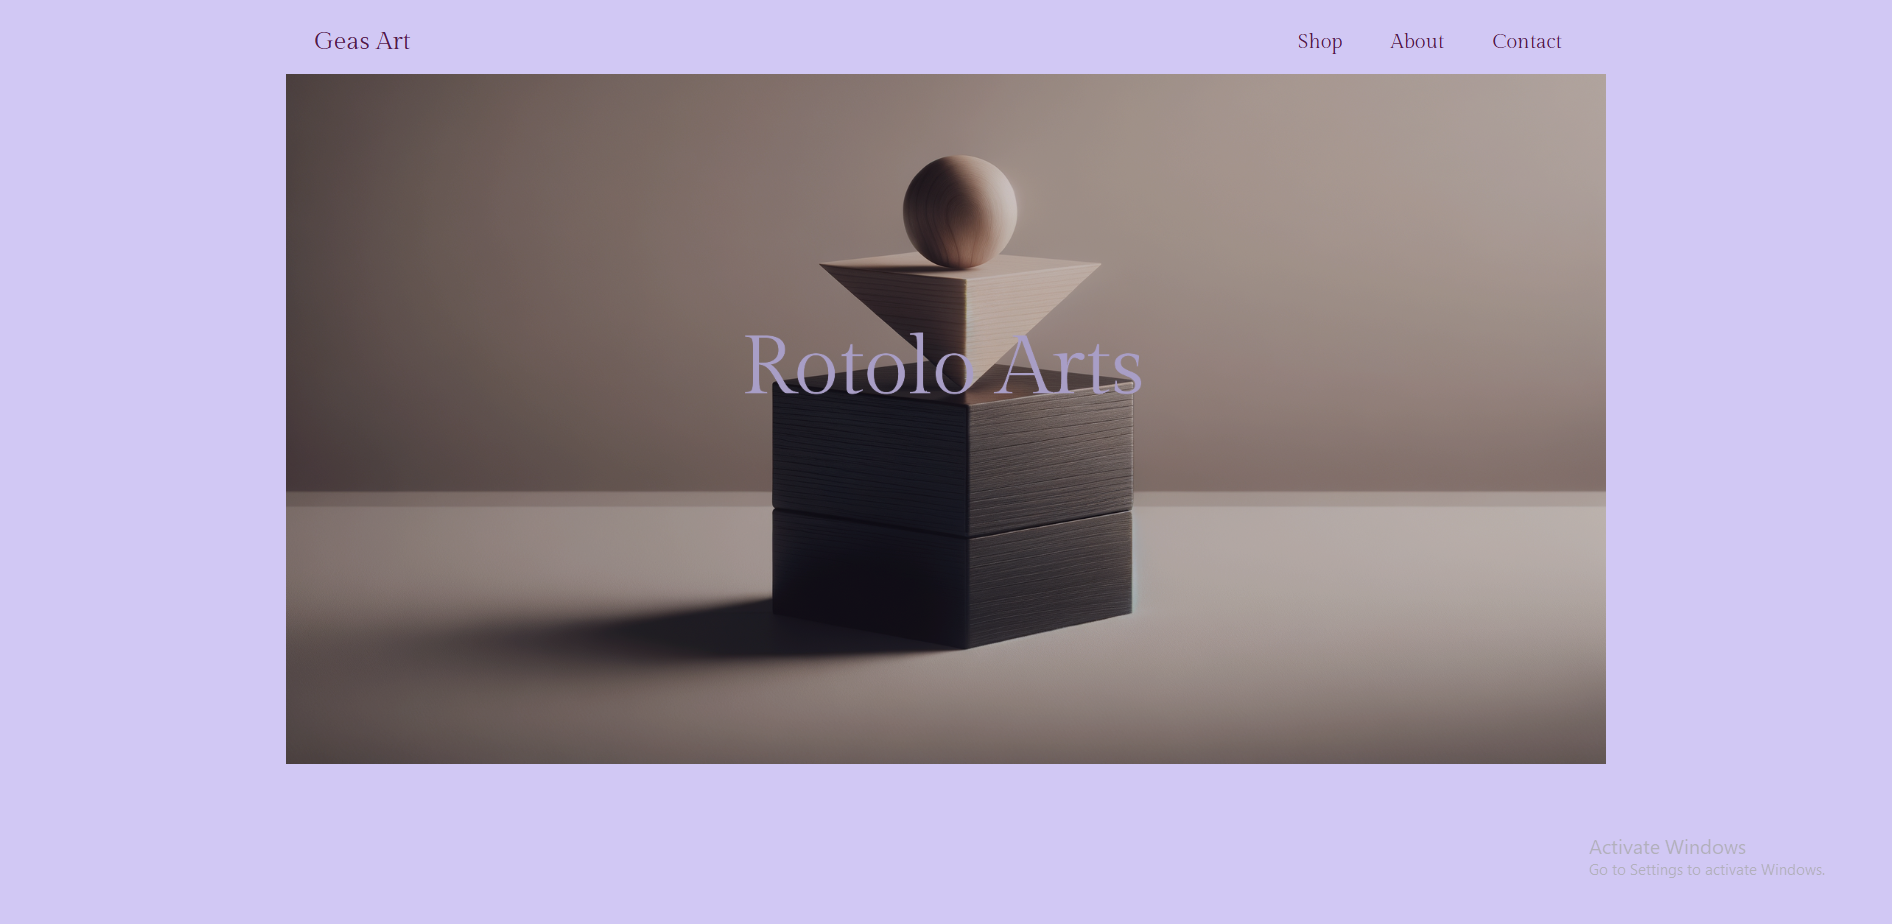 Geas Art
Shop
About
Contact
Rotolo Arts
Activate Windows
Go to Settings to activate Windows.